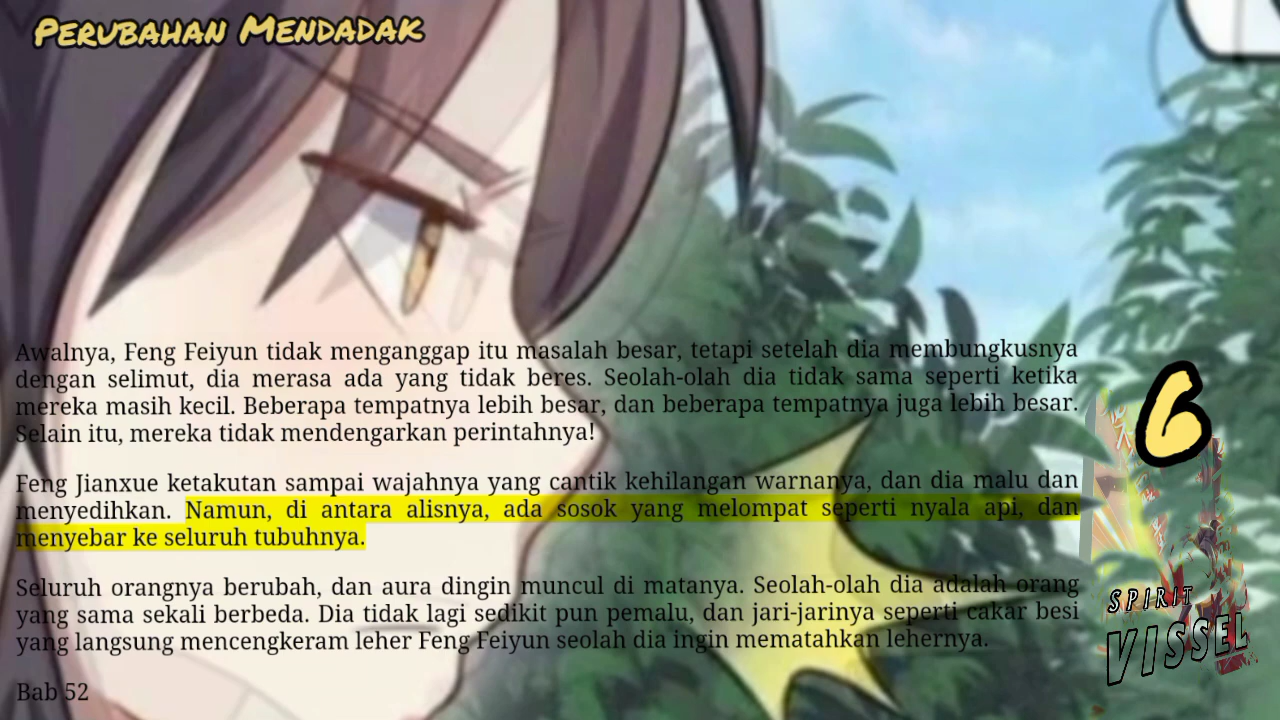 Perubahan Mendadak
Awalnya, Feng Feiyun tidak menganggap itu masalah besar, tetapi setelah dia membungkusnya
dengan selimut, dia merasa ada yang tidak beres. Seolah-olah dia tidak sama seperti ketika
mereka masih kecil. Beberapa tempatnya lebih besar, dan beberapa tempatnya juga lebih besar.
Selain itu, mereka tidak mendengarkan perintahnya!
Feng Jianxue ketakutan sampai wajahnya yang cantik kehilangan warnanya, dan dia malu dan
menyedihkan. Namun, di antara alisnya, ada sosok yang melompat seperti nyala api, dan
menyebar ke seluruh tubuhnya.
Seluruh orangnya berubah, dan aura dingin muncul di matanya. Seolah-olah dia adalah orang
yang sama sekali berbeda. Dia tidak lagi sedikit pun pemalu, dan jari-jarinya seperti cakar besi
yang langsung mencengkeram leher Feng Feiyun seolah dia ingin mematahkan lehernya.
Bab 52
6
SPIRIT
VISSEL